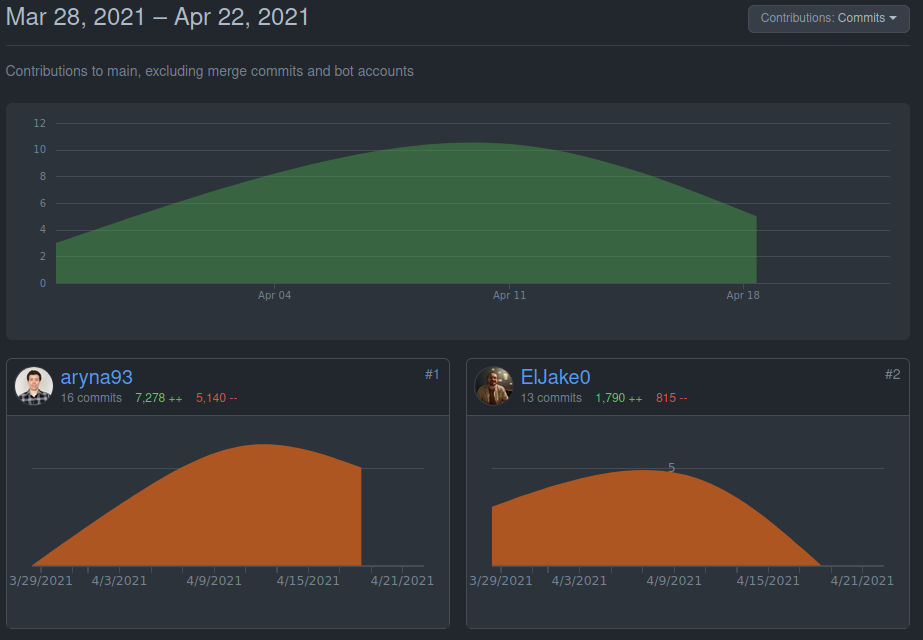 Mar 28, 2021 – Apr 22, 2021
Contributions: Commits
Contributions to main, excluding merge commits and bot accounts
12
10
8
6
4
2
0
Apr 04 Apr 11 Apr 18
aryna93 #1
16 commits 7,278 ++ 5,140 --
3/29/2021 4/3/2021 4/9/2021 4/15/2021 4/21/2021
ElJake0 #2
13 commits 1,790 ++ 815 --
5
3/29/2021 4/3/2021 4/9/2021 4/15/2021 4/21/2021